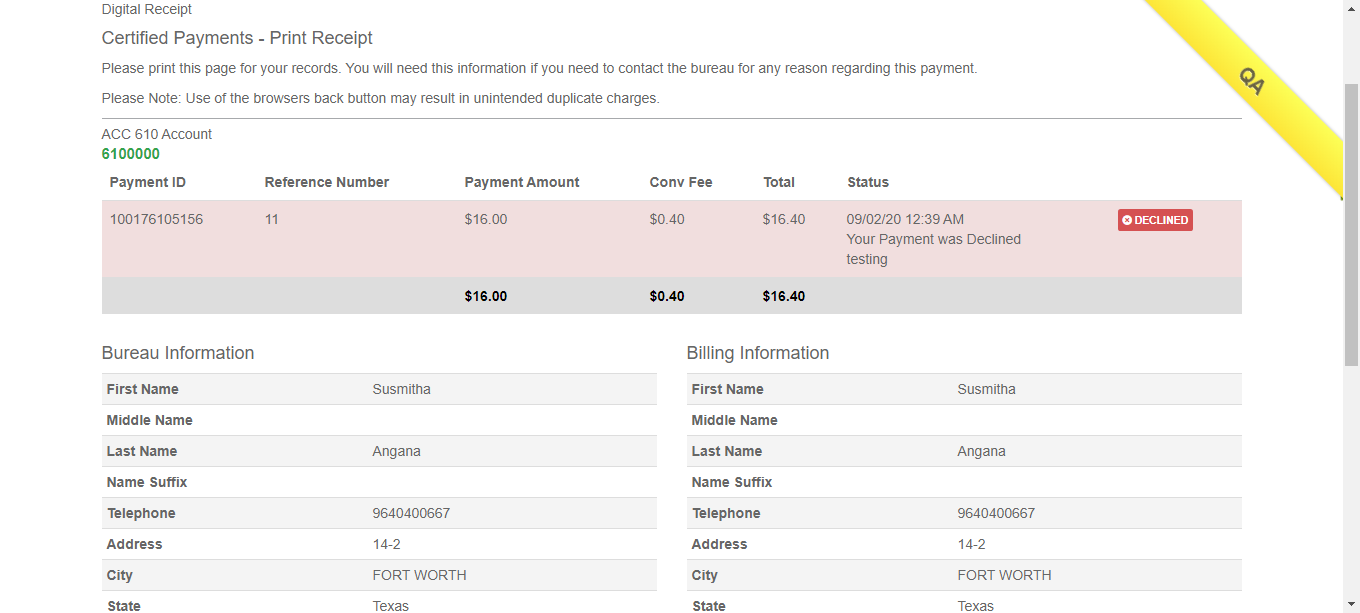 Digital Receipt
Certified Payments - Print Receipt
Please print this page for your records. You will need this information if you need to contact the bureau for any reason regarding this payment.
Please Note: Use of the browsers back button may result in unintended duplicate charges.
QA
ACC 610 Account
6100000
Payment ID Reference Number Payment Amount Conv Fee Total Status
100176105156 11 $16.00 $0.40 $16.40 09/02/20 12:39 AM DECLINED
Your Payment was Declined
testing
$16.00 $0.40 $16.40
Bureau Information
First Name Susmitha
Middle Name
Last Name Angana
Name Suffix
Telephone 9640400667
Address 14-2
City FORT WORTH
State Texas
Billing Information
First Name Susmitha
Middle Name
Last Name Angana
Name Suffix
Telephone 9640400667
Address 14-2
City FORT WORTH
State Texas